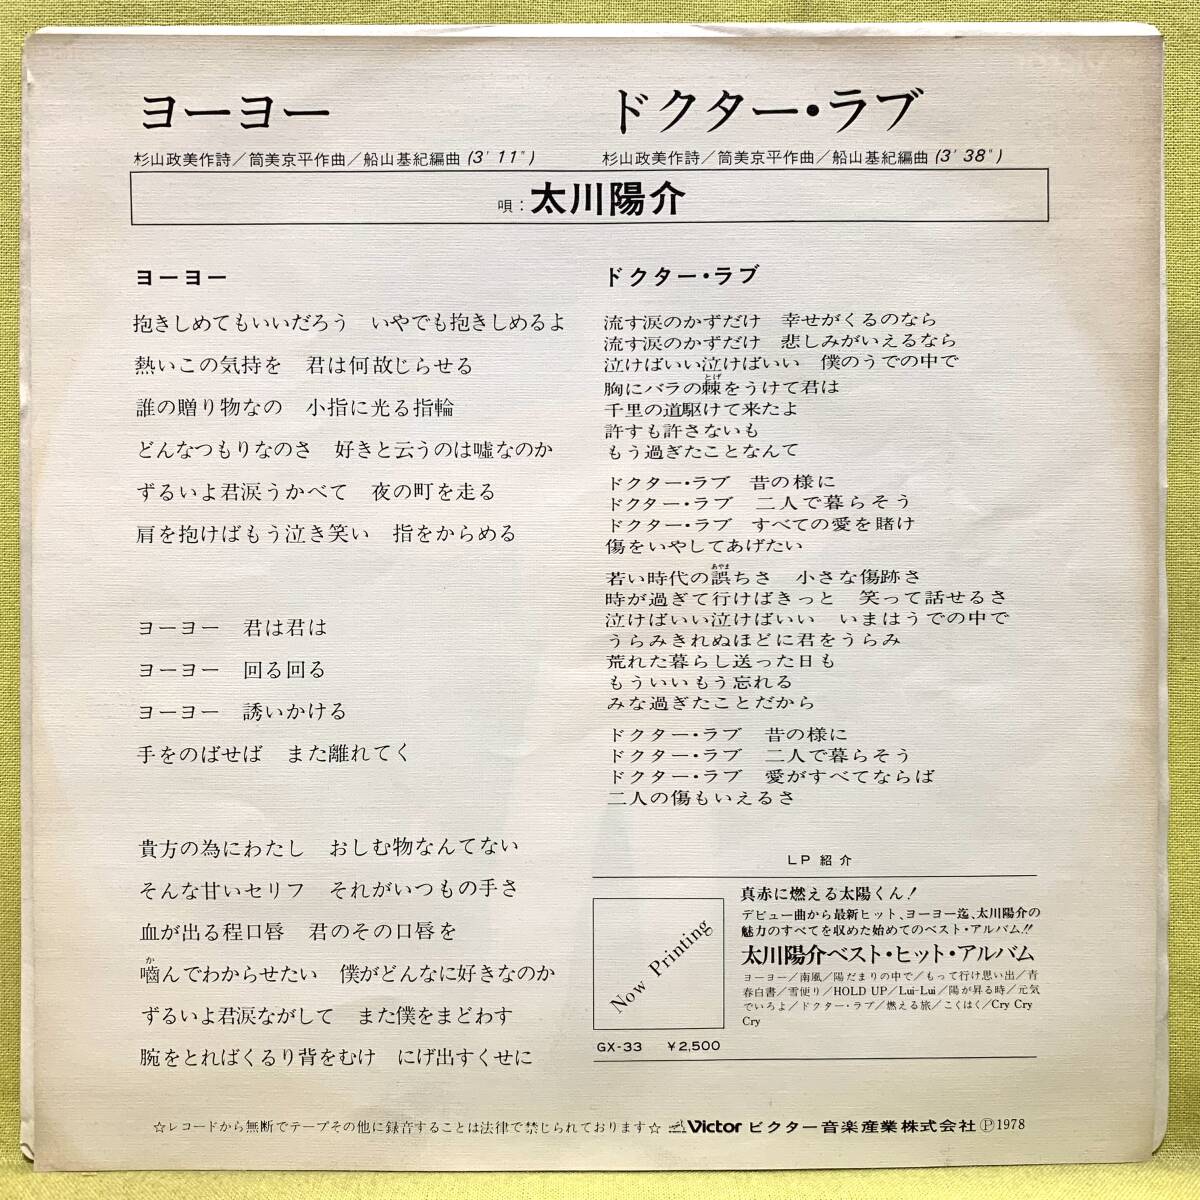 ヨーヨー
杉山政美作詩／筒美京平作曲／船山基紀編曲(3'11")
ドクター・ラブ
杉山政美作詩／筒美京平作曲／船山基紀編曲(3'38")
唄：太川陽介
ヨーヨー
抱きしめてもいいだろう　いやでも抱きしめるよ
熱いこの気持を　君は何故じらせる
誰の贈り物なの　小指に光る指輪
どんなつもりなのさ　好きと云うのは嘘なのか
ずるいよ君涙うかべて　夜の町を走る
肩を抱けばもう泣き笑い　指をからめる
ヨーヨー　君は君は
ヨーヨー　回る回る
ヨーヨー　誘いかける
手をのばせば　また離れてく
貴方の為にわたし　おしむ物なんてない
そんな甘いセリフ　それがいつもの手さ
血が出る程口唇　君のその口唇を
か
嚙んでわからせたい　僕がどんなに好きなのか
ずるいよ君涙ながして　また僕をまどわす
腕をとればくるり背をむけ　にげ出すくせに
ドクター・ラブ
流す涙のかずだけ　幸せがくるのなら
流す涙のかずだけ　悲しみがいえるなら
泣けばいい泣けばいい　僕のうでの中で
とげ
胸にバラの棘をうけて君は
千里の道駆けて来たよ
許すも許さないも
もう過ぎたことなんて
ドクター・ラブ　昔の様に
ドクター・ラブ　二人で暮らそう
ドクター・ラブ　すべての愛を賭け
傷をいやしてあげたい
あやま
若い時代の誤ちさ　小さな傷跡さ
時が過ぎて行けばきっと　笑って話せるさ
泣けばいい泣けばいい　いまはうでの中で
うらみきれぬほどに君をうらみ
荒れた暮らし送った日も
もういいもう忘れる
みな過ぎたことだから
ドクター・ラブ　昔の様に
ドクター・ラブ　二人で暮らそう
ドクター・ラブ　愛がすべてならば
二人の傷もいえるさ
LP紹介
Now Printing
GX-33　¥2,500
真赤に燃える太陽くん！
デビュー曲から最新ヒット、ヨーヨー迄、太川陽介の
魅力のすべてを収めた始めてのベスト・アルバム!!
太川陽介ベスト・ヒット・アルバム
ヨーヨー／南風／陽だまりの中で／もって行け思い出／青
春白書／雪便り／HOLD UP／Lui-Lui／陽が昇る時／元気
でいろよ／ドクター・ラブ／燃える旅／こくはく／Cry Cry
Cry
☆レコードから無断でテープその他に録音することは法律で禁じられております☆ Victor ビクター音楽産業株式会社 Ⓟ1978